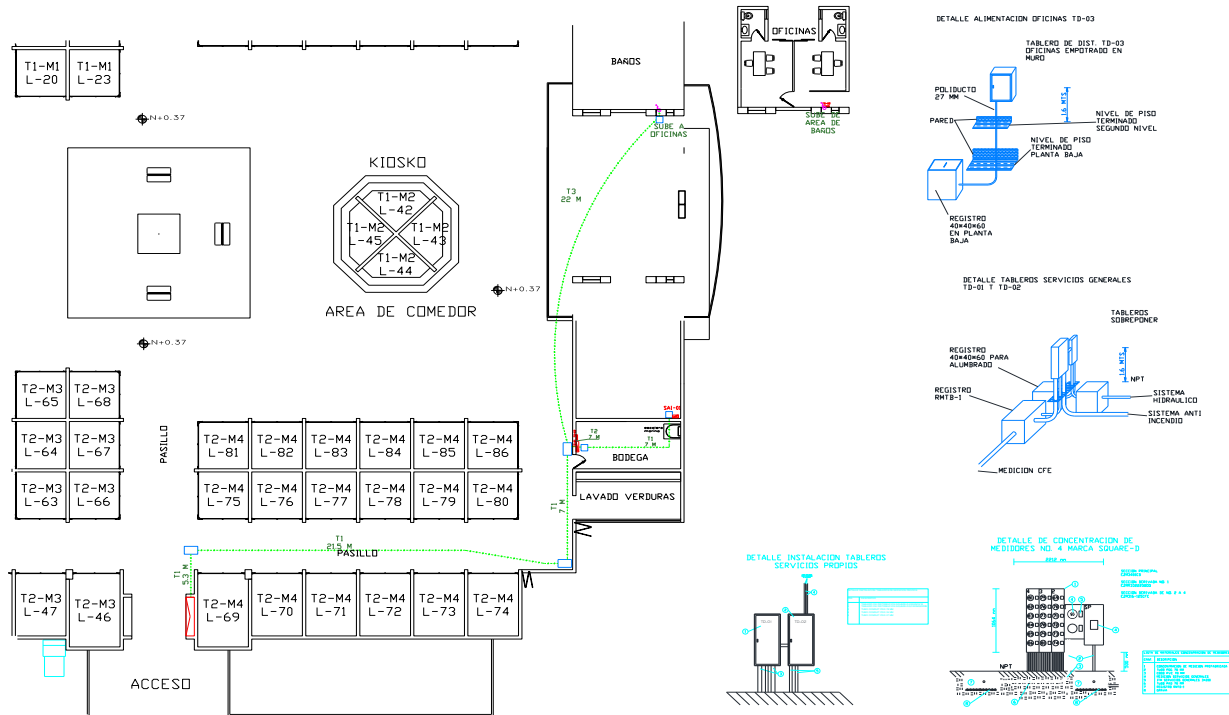 T1-M1
L-20
T1-M1
L-23
N+0.37
KIOSKO
T1-M2
L-42
T1-M2
L-45
T1-M2
L-43
T1-M2
L-44
N+0.37
AREA DE COMEDOR
N+0.37
BAÑOS
SUBE A
OFICINAS
T3
22 M
OFICINAS
SUBE DE
AREA DE
BAÑOS
T2-M3
L-65
T2-M3
L-68
T2-M3
L-64
T2-M3
L-67
T2-M3
L-63
T2-M3
L-66
PASILLO
T2-M4
L-81
T2-M4
L-82
T2-M4
L-83
T2-M4
L-84
T2-M4
L-85
T2-M4
L-86
T2-M4
L-75
T2-M4
L-76
T2-M4
L-77
T2-M4
L-78
T2-M4
L-79
T2-M4
L-80
T2
7 M
T1
7 M
BODEGA
LAVADO VERDURAS
T1
7 M
T1
21.5 M
PASILLO
T1
5.3 M
T2-M3
L-47
T2-M3
L-46
T2-M4
L-69
T2-M4
L-70
T2-M4
L-71
T2-M4
L-72
T2-M4
L-73
T2-M4
L-74
ACCESO
DETALLE ALIMENTACION OFICINAS TD-03
TABLERO DE DIST. TD-03
OFICINAS EMPOTRADO EN
MURO
POLIDUCTO
27 MM
PARED
NIVEL DE PISO
TERMINADO
SEGUNDO NIVEL
NIVEL DE PISO
TERMINADO
PLANTA BAJA
REGISTRO
40*40*60
EN PLANTA
BAJA
DETALLE TABLEROS SERVICIOS GENERALES
TD-01 T TD-02
TABLEROS
SOBREPONER
REGISTRO
40*40*60 PARA
ALUMBRADO
REGISTRO
RMTB-1
NPT
SISTEMA
HIDRAULICO
SISTEMA ANTI
INCENDIO
MEDICION CFE
DETALLE INSTALACION TABLEROS
SERVICIOS PROPIOS
DETALLE DE CONCENTRACION DE
MEDIDORES NO. 4 MARCA SQUARE-D
NPT